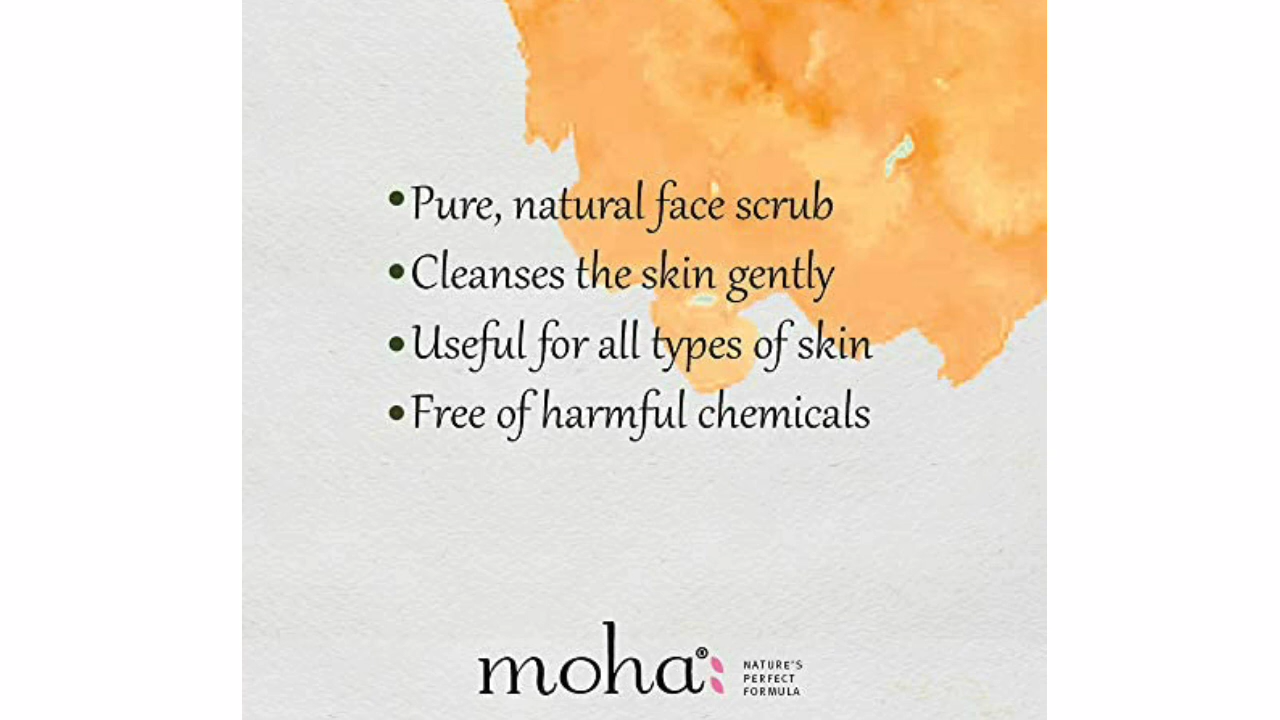 •Pure, natural face scrub
•Cleanses the skin gently
•Useful for all types of skin
•Free of harmful chemicals
moha®
NATURE'S
PERFECT
FORMULA